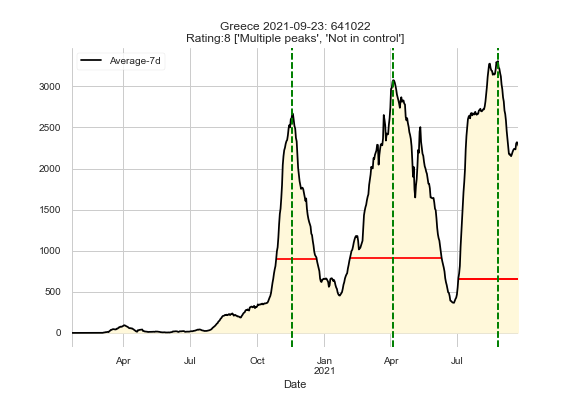 Greece 2021-09-23: 641022
Rating:8 ['Multiple peaks', 'Not in control']
Average-7d
3000
2500
2000
1500
1000
500
0
Apr
Jul
Oct
Jan
2021
Apr
Jul
Date